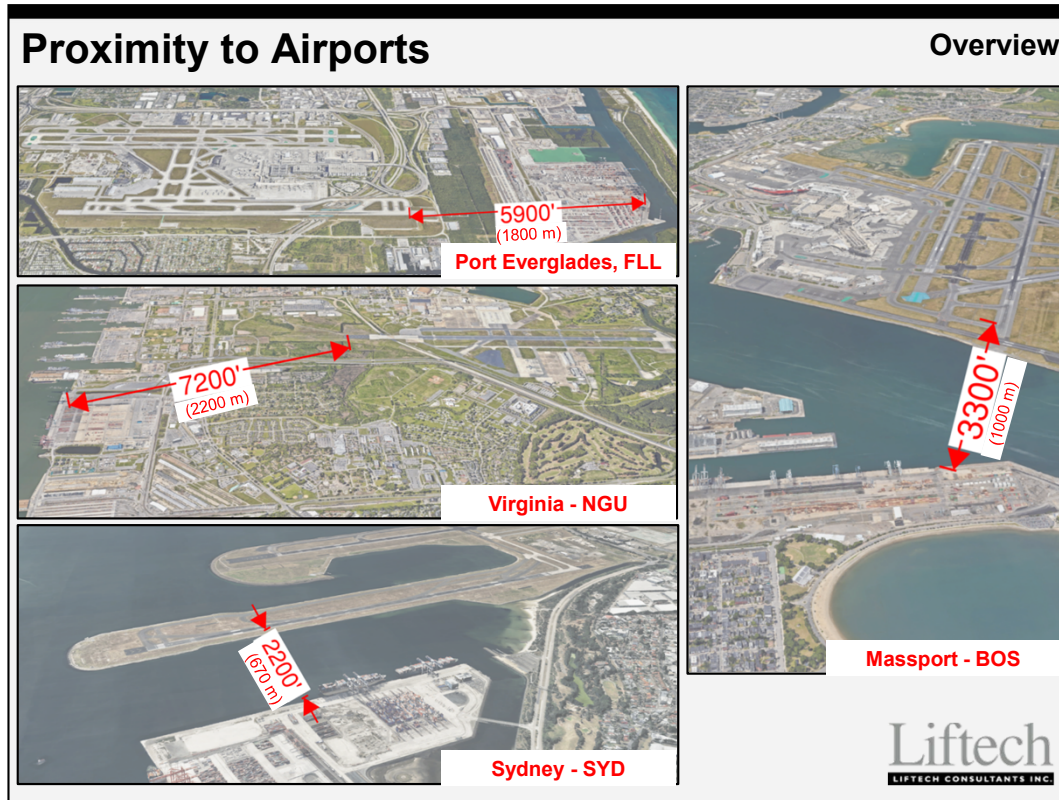 Proximity to Airports
Overview
5900'
(1800 m)
Port Everglades, FLL
7200'
(2200 m)
Virginia - NGU
2200'
(670 m)
Sydney - SYD
3300'
(1000 m)
Massport - BOS
Liftech
LIFTECH CONSULTANTS INC.